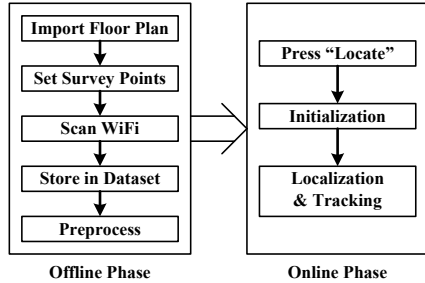 Import Floor Plan
Set Survey Points
Scan WiFi
Store in Dataset
Preprocess
Offline Phase
Press “Locate”
Initialization
Localization
& Tracking
Online Phase